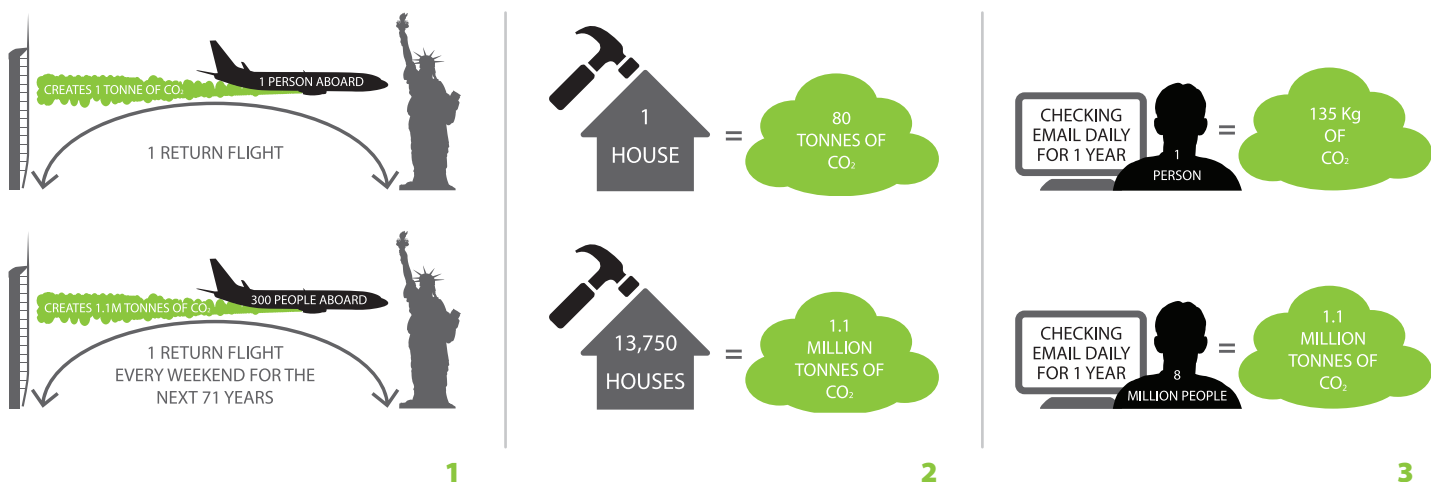 CREATES 1 TONNE OF CO₂
1 PERSON ABOARD
1 RETURN FLIGHT
CREATES 1.1M TONNES OF CO₂
300 PEOPLE ABOARD
1 RETURN FLIGHT
EVERY WEEKEND FOR THE
NEXT 71 YEARS
1
1
HOUSE
=
80
TONNES OF
CO₂
13,750
HOUSES
=
1.1
MILLION
TONNES OF
CO₂
2
CHECKING
EMAIL DAILY
FOR 1 YEAR
1
PERSON
=
135 Kg
OF
CO₂
CHECKING
EMAIL DAILY
FOR 1 YEAR
8
MILLION PEOPLE
=
1.1
MILLION
TONNES OF
CO₂
3